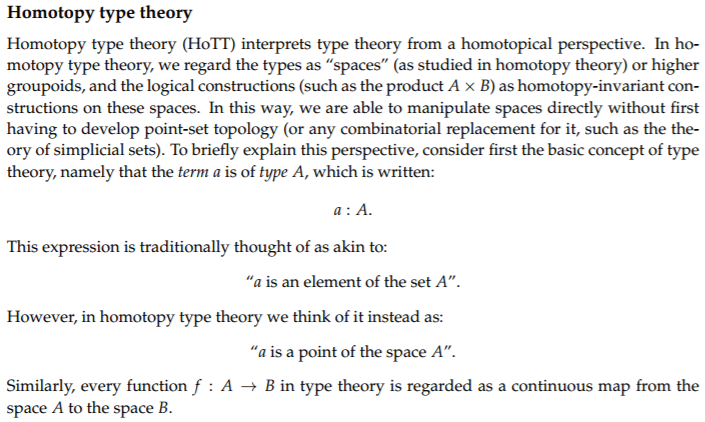 Homotopy type theory
Homotopy type theory (HoTT) interprets type theory from a homotopical perspective. In ho-
motopy type theory, we regard the types as “spaces” (as studied in homotopy theory) or higher
groupoids, and the logical constructions (such as the product A × B) as homotopy-invariant con-
structions on these spaces. In this way, we are able to manipulate spaces directly without first
having to develop point-set topology (or any combinatorial replacement for it, such as the the-
ory of simplicial sets). To briefly explain this perspective, consider first the basic concept of type
theory, namely that the term a is of type A, which is written:
a : A.
This expression is traditionally thought of as akin to:
“a is an element of the set A”.
However, in homotopy type theory we think of it instead as:
“a is a point of the space A”.
Similarly, every function f : A → B in type theory is regarded as a continuous map from the
space A to the space B.